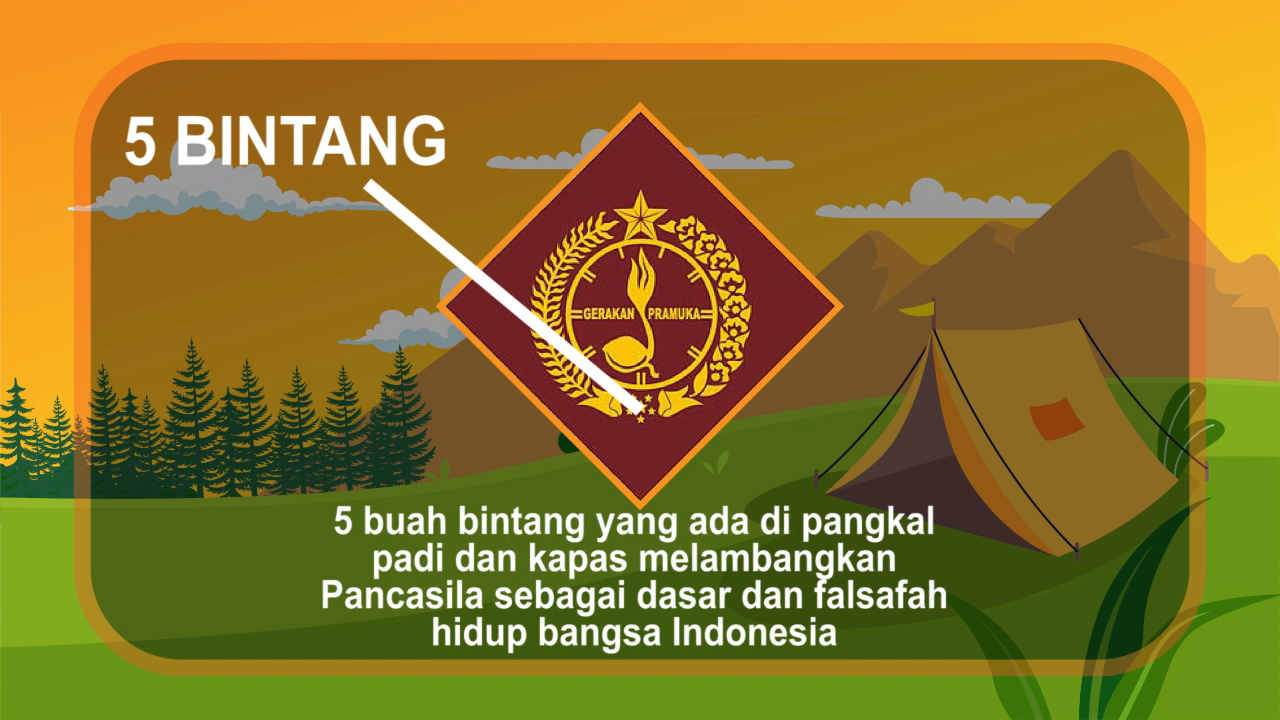 5 BINTANG
GERAKAN PRAMUKA
5 buah bintang yang ada di pangkal
padi dan kapas melambangkan
Pancasila sebagai dasar dan falsafah
hidup bangsa Indonesia